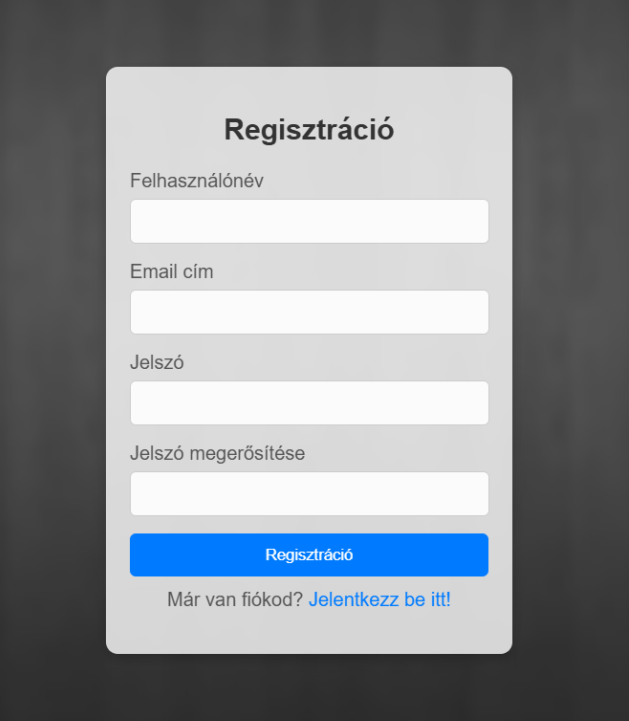 Regisztráció
Felhasználónév
Email cím
Jelszó
Jelszó megerősítése
Regisztráció
Már van fiókod? Jelentkezz be itt!